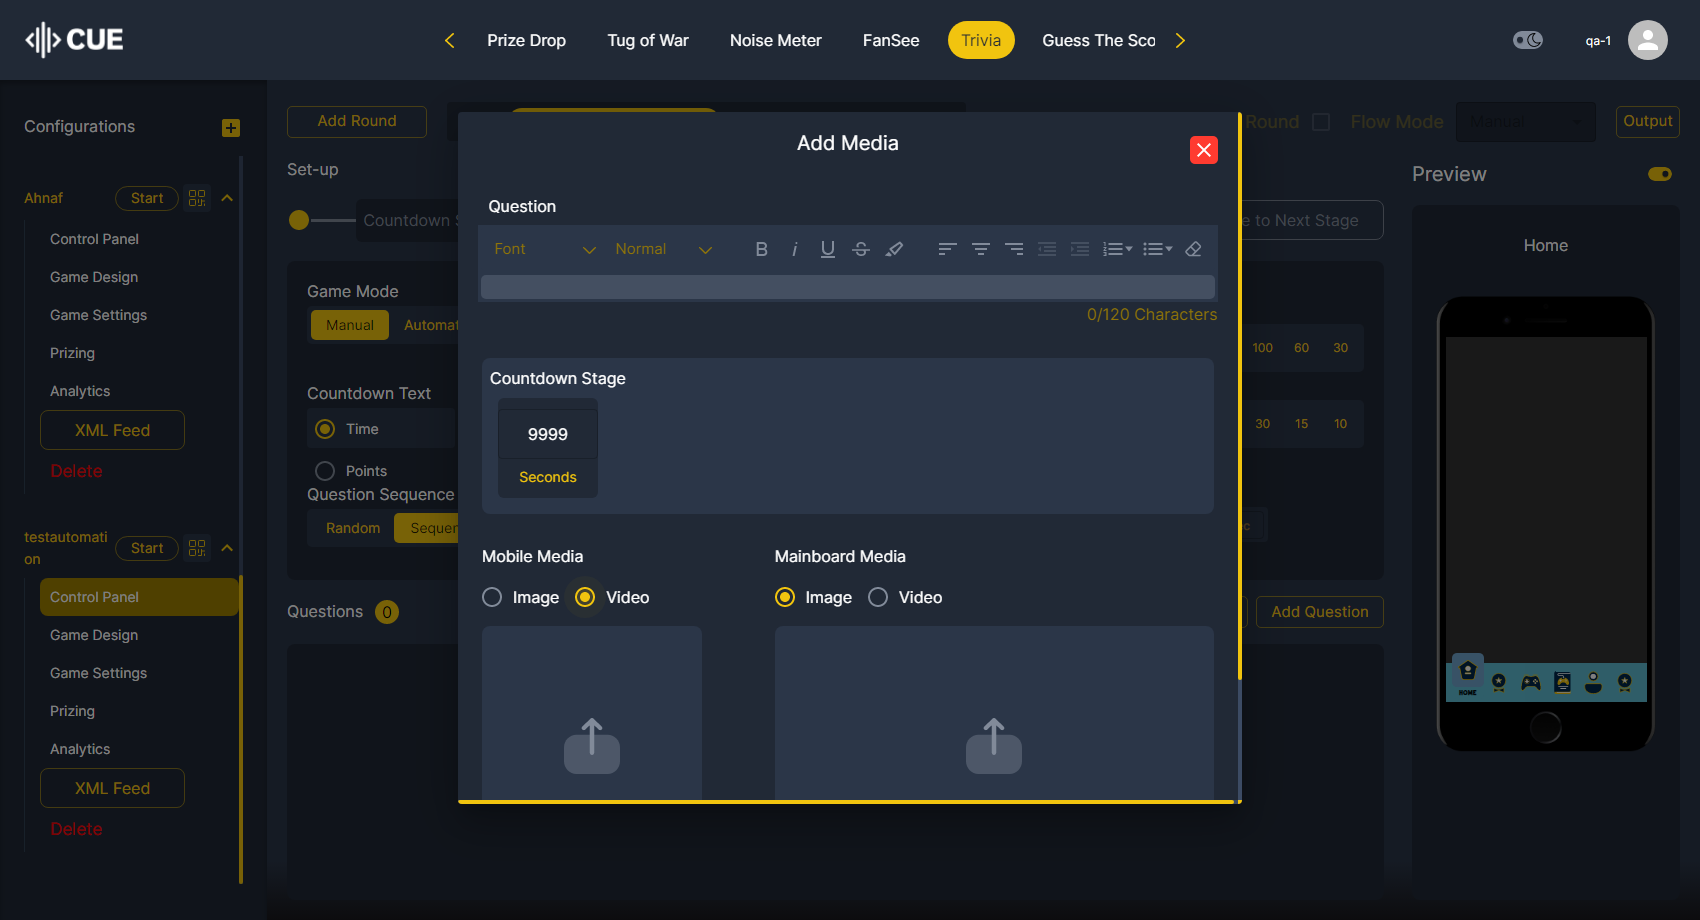 CUE
Prize Drop
Tug of War
Noise Meter
FanSee
Trivia
Guess The Sco
qa-1
Configurations
Ahnaf
Start
Control Panel
Game Design
Game Settings
Prizing
Analytics
XML Feed
Delete
testautomati
on
Start
Control Panel
Game Design
Game Settings
Prizing
Analytics
XML Feed
Delete
Add Round
Round
Flow Mode
Manual
Output
Set-up
Countdown S
e to Next Stage
Game Mode
Manual
Automat
100 60 30
Countdown Text
Time
30 15 10
Points
Question Sequence
Random
Sequen
c
Questions 0
Add Question
Add Media
Question
Font
Normal
B i U S
0/120 Characters
Countdown Stage
9999
Seconds
Mobile Media
Image
Video
Mainboard Media
Image
Video
Preview
Home
HOME